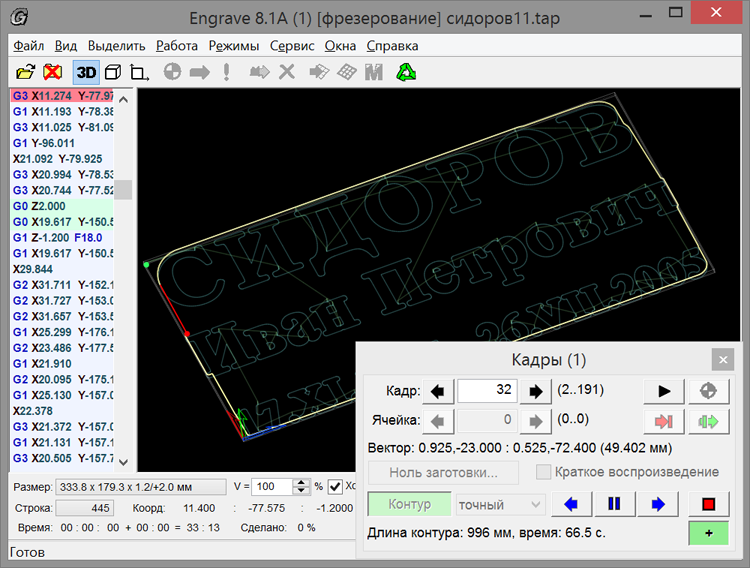 Engrave 8.1A (1) [фрезерование] сидоров11.tap
Файл Вид Выделить Работа Режимы Сервис Окна Справка
3D
G3 X11.274 Y-77.97
G1 X11.193 Y-78.38
G3 X11.025 Y-81.09
G1 Y-96.011
X21.092 Y-79.925
G3 X20.994 Y-78.53
G3 X20.744 Y-77.52
G0 Z2.000
G0 X19.617 Y-150.5
G1 Z-1.200 F18.0
G1 X19.617 Y-150.5
X29.844
G2 X31.711 Y-152.1
G2 X31.727 Y-153.0
G2 X31.657 Y-153.5
G1 X25.299 Y-176.1
G2 X23.486 Y-177.5
G1 X21.910
G2 X20.095 Y-175.1
G1 X25.130 Y-157.0
X22.378
G3 X21.372 Y-157.0
G1 X21.131 Y-157.1
G3 X20.505 Y-157.7
СИДОРОВ
Иван Петрович
26.VII.2003
Кадры (1)
Кадр: 32 (2..191)
Ячейка: 0 (0..0)
Вектор: 0.925,-23.000 : 0.525,-72.400 (49.402 мм)
Ноль заготовки... Краткое воспроизведение
Контур точный
Длина контура: 996 мм, время: 66.5 с. +
Размер: 333.8 x 179.3 x 1.2/+2.0 мм V = 100 % Хо
Строка: 445 Коорд: 11.400 : -77.575 : -1.2000
Время: 00 : 00 : 00 + 00 : 00 = 33 : 13 Сделано: 0 %
Готов